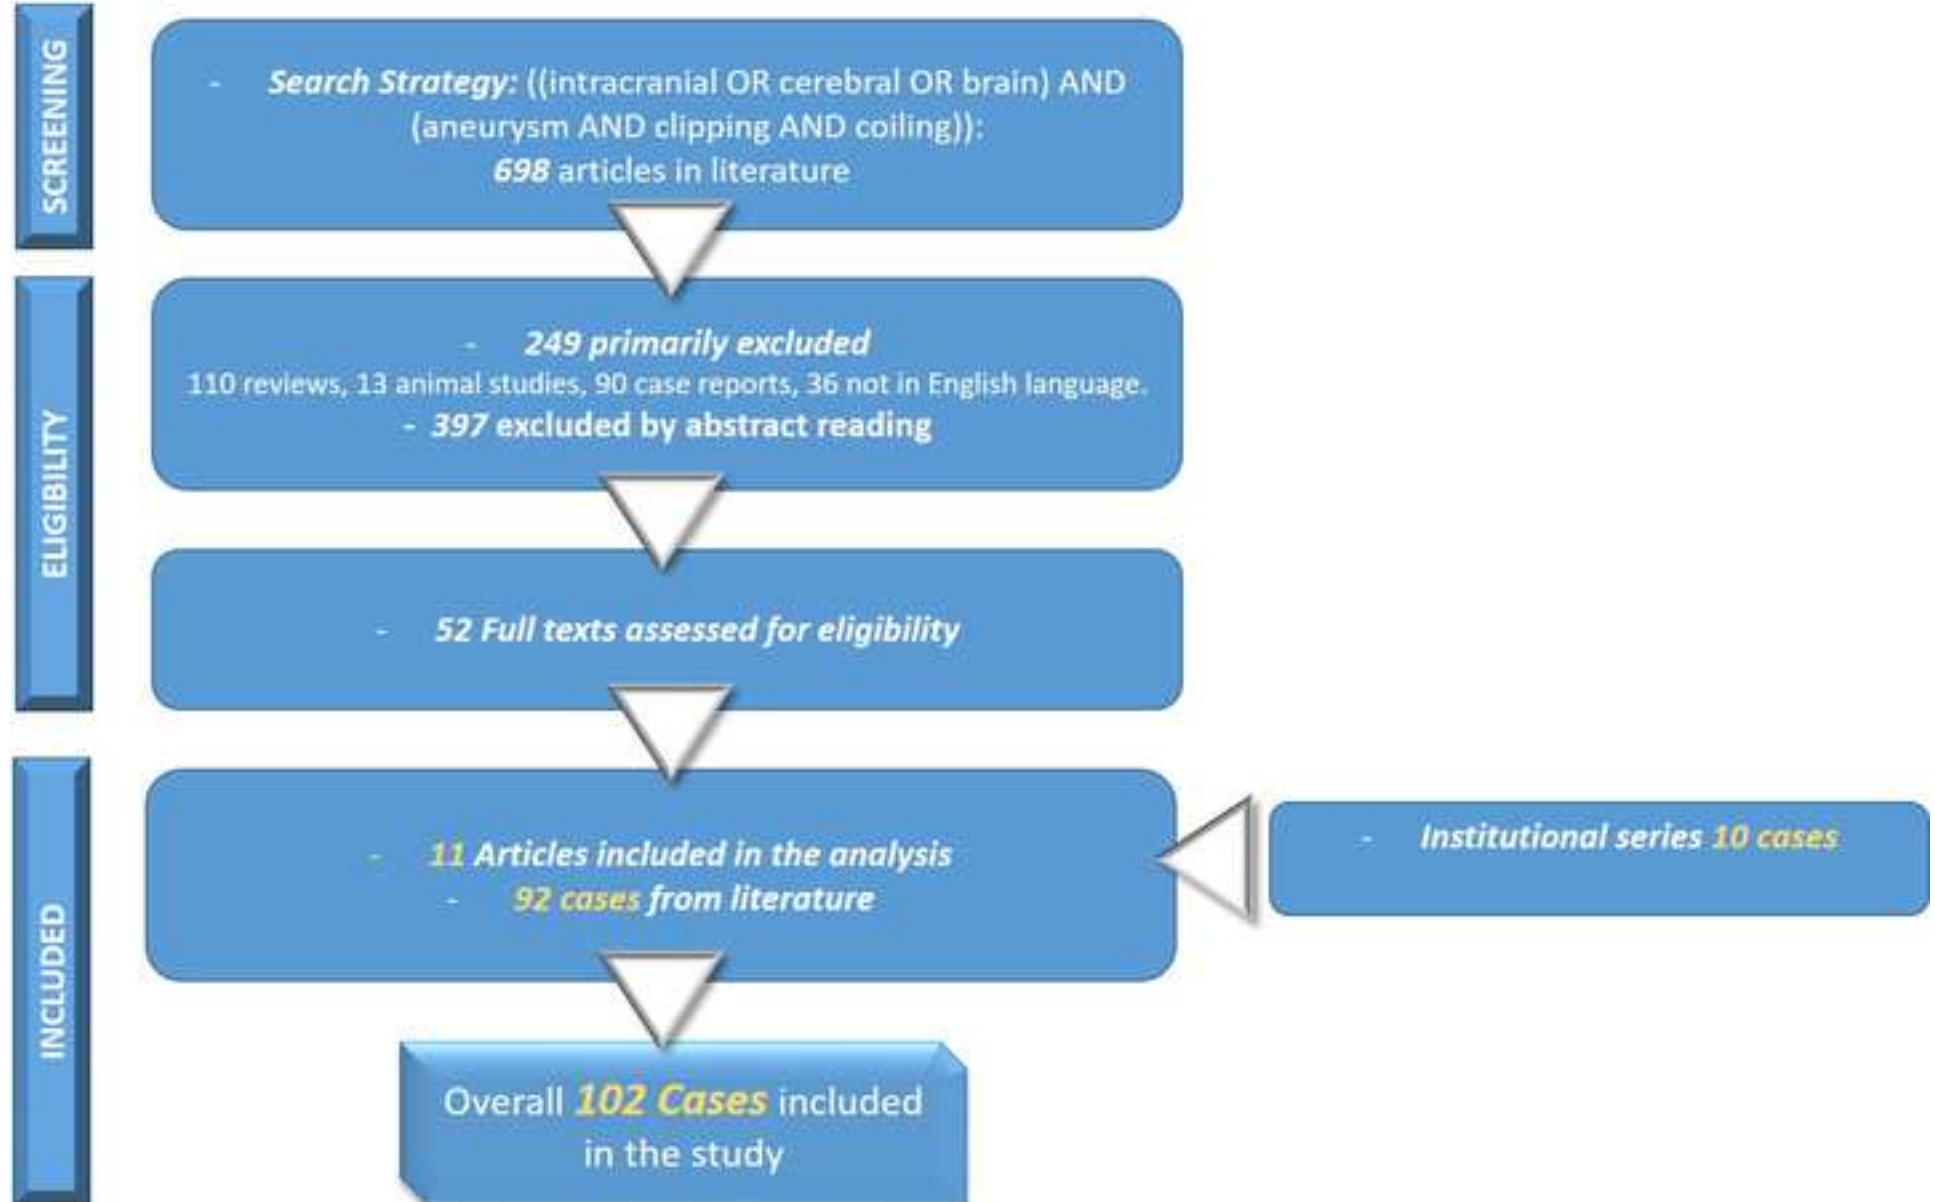 SCREENING
- Search Strategy: ((intracranial OR cerebral OR brain) AND
(aneurysm AND clipping AND coiling)):
698 articles in literature
ELIGIBILITY
- 249 primarily excluded
110 reviews, 13 animal studies, 90 case reports, 36 not in English language.
- 397 excluded by abstract reading
- 52 Full texts assessed for eligibility
INCLUDED
- 11 Articles included in the analysis
- 92 cases from literature
- Institutional series 10 cases
Overall 102 Cases included
in the study